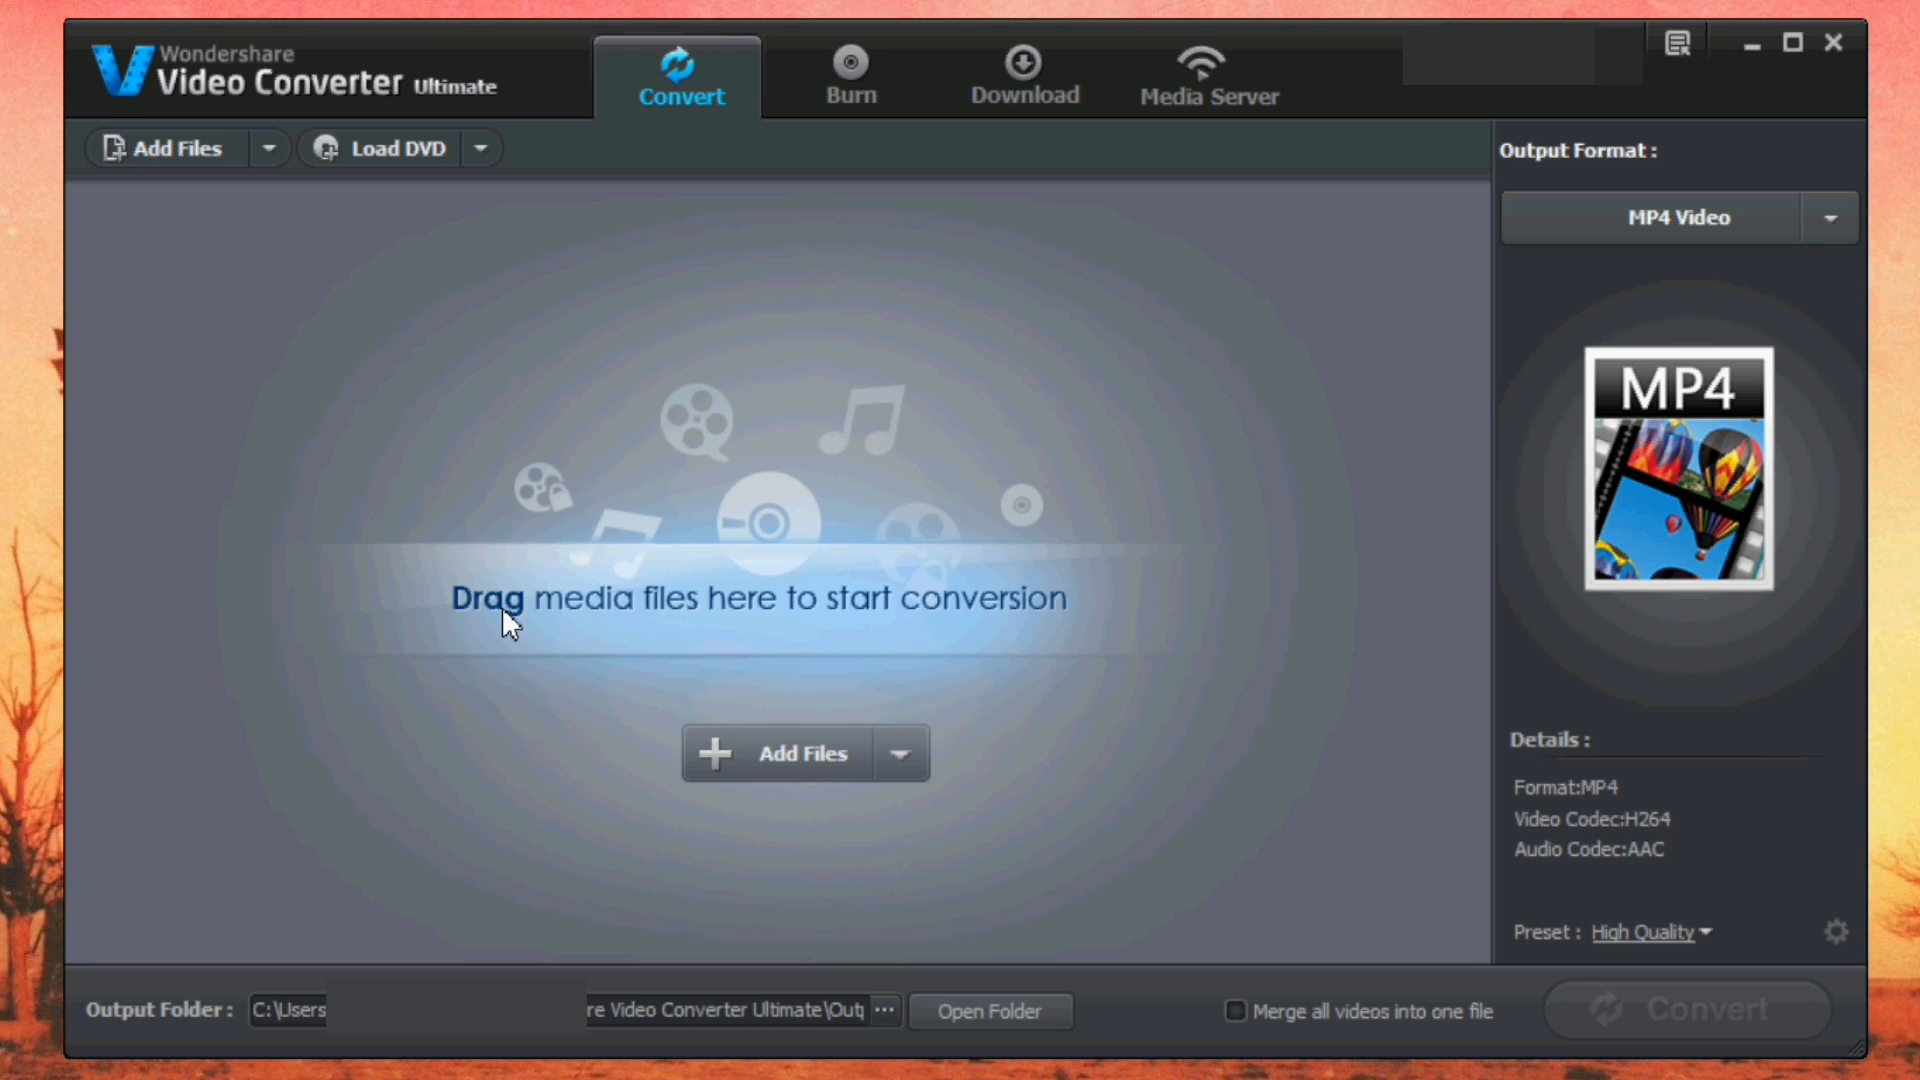 Wondershare
Video Converter Ultimate
Convert
Burn
Download
Media Server
Add Files
Load DVD
Output Format :
MP4 Video
MP4
Drag media files here to start conversion
Add Files
Details :
Format:MP4
Video Codec:H264
Audio Codec:AAC
Preset : High Quality
Output Folder : C:\Users re Video Converter Ultimate\Out
Open Folder
Merge all videos into one file
Convert